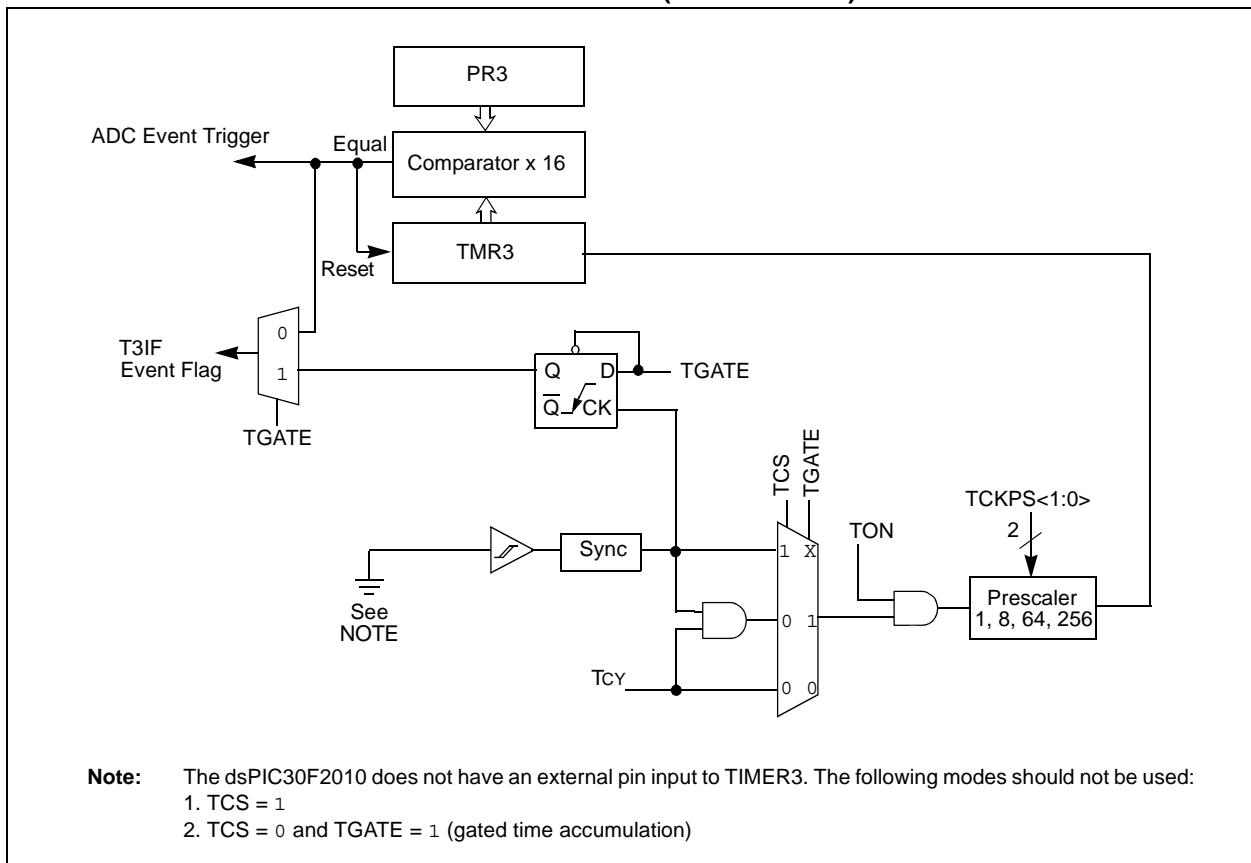 PR3
ADC Event Trigger
Equal
Comparator x 16
TMR3
Reset
0
T3IF
Event Flag
1
TGATE
Q D
Q CK
TGATE
TCS
TGATE
TCKPS<1:0>
2
TON
Sync
1 X
Prescaler
1, 8, 64, 256
See
NOTE
0 1
TCY
0 0
Note: The dsPIC30F2010 does not have an external pin input to TIMER3. The following modes should not be used:
1. TCS = 1
2. TCS = 0 and TGATE = 1 (gated time accumulation)